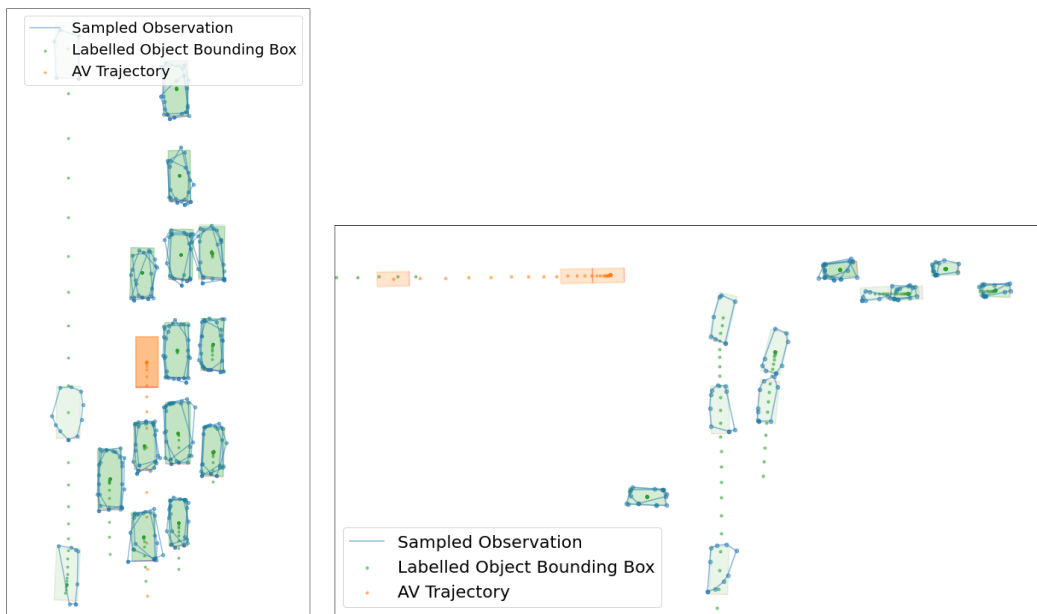 Sampled Observation
Labelled Object Bounding Box
AV Trajectory
Sampled Observation
Labelled Object Bounding Box
AV Trajectory